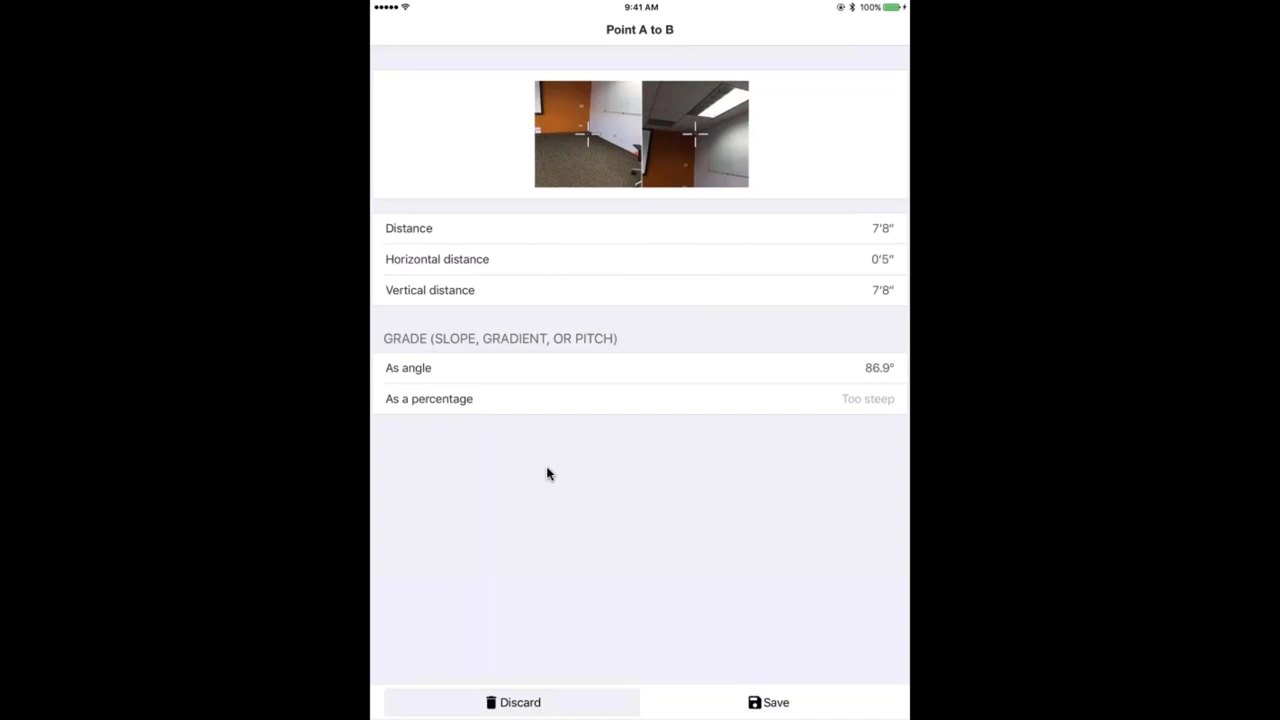 9:41 AM
100%
Point A to B
Distance 7'8"
Horizontal distance 0'5"
Vertical distance 7'8"
GRADE (SLOPE, GRADIENT, OR PITCH)
As angle 86.9°
As a percentage Too steep
Discard Save